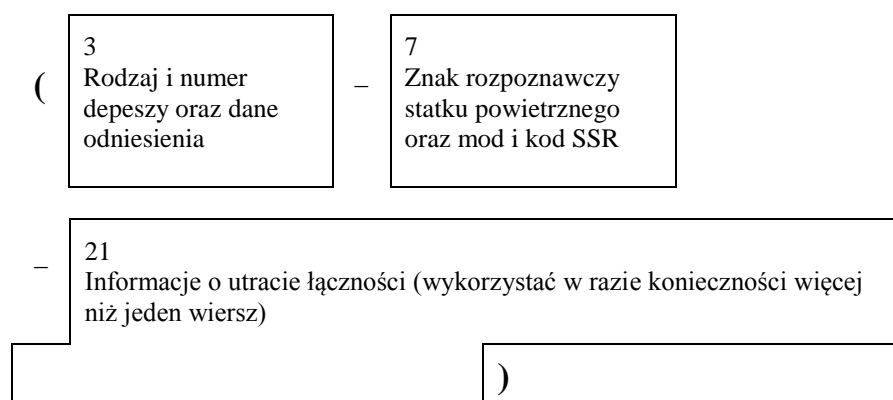 (
3
Rodzaj i numer
depeszy oraz dane
odniesienia
–
7
Znak rozpoznawczy
statku powietrznego
oraz mod i kod SSR
–
21
Informacje o utracie łączności (wykorzystać w razie konieczności więcej
niż jeden wiersz)
)